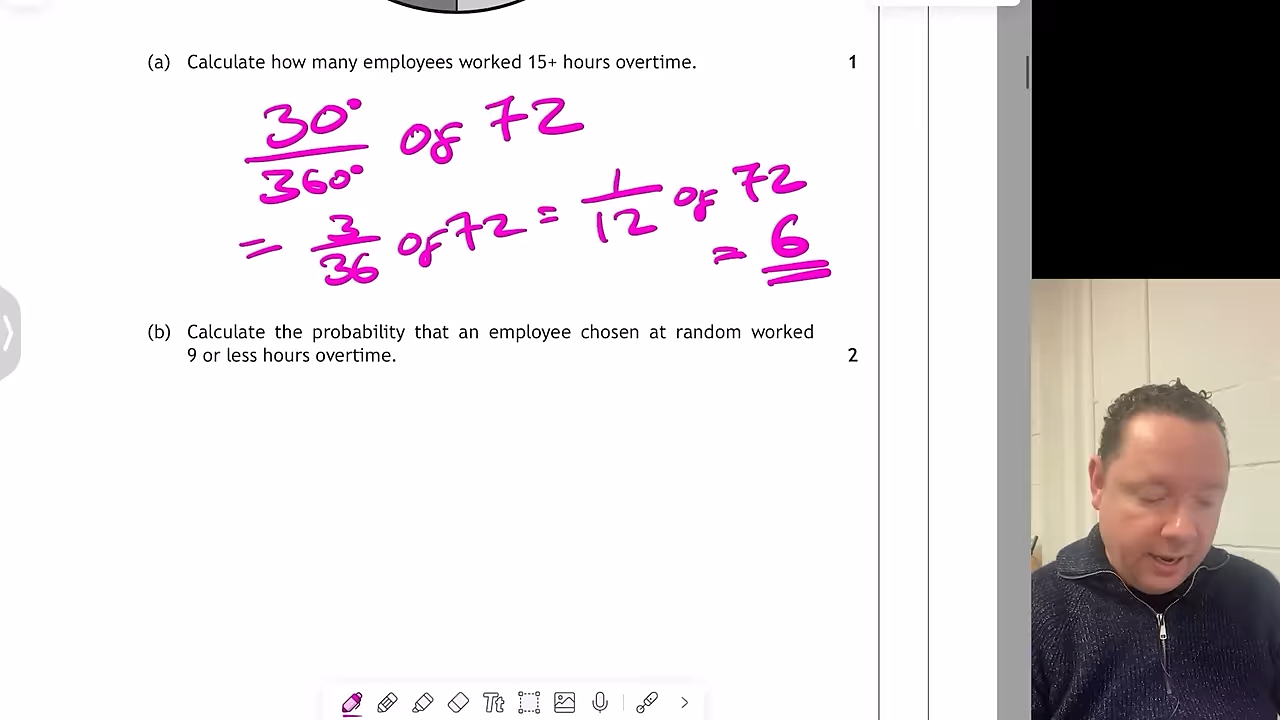 (a) Calculate how many employees worked 15+ hours overtime. 1
30°/360° of 72
= 3/36 of 72 = 1/12 of 72
= 6
(b) Calculate the probability that an employee chosen at random worked
9 or less hours overtime. 2
Tt